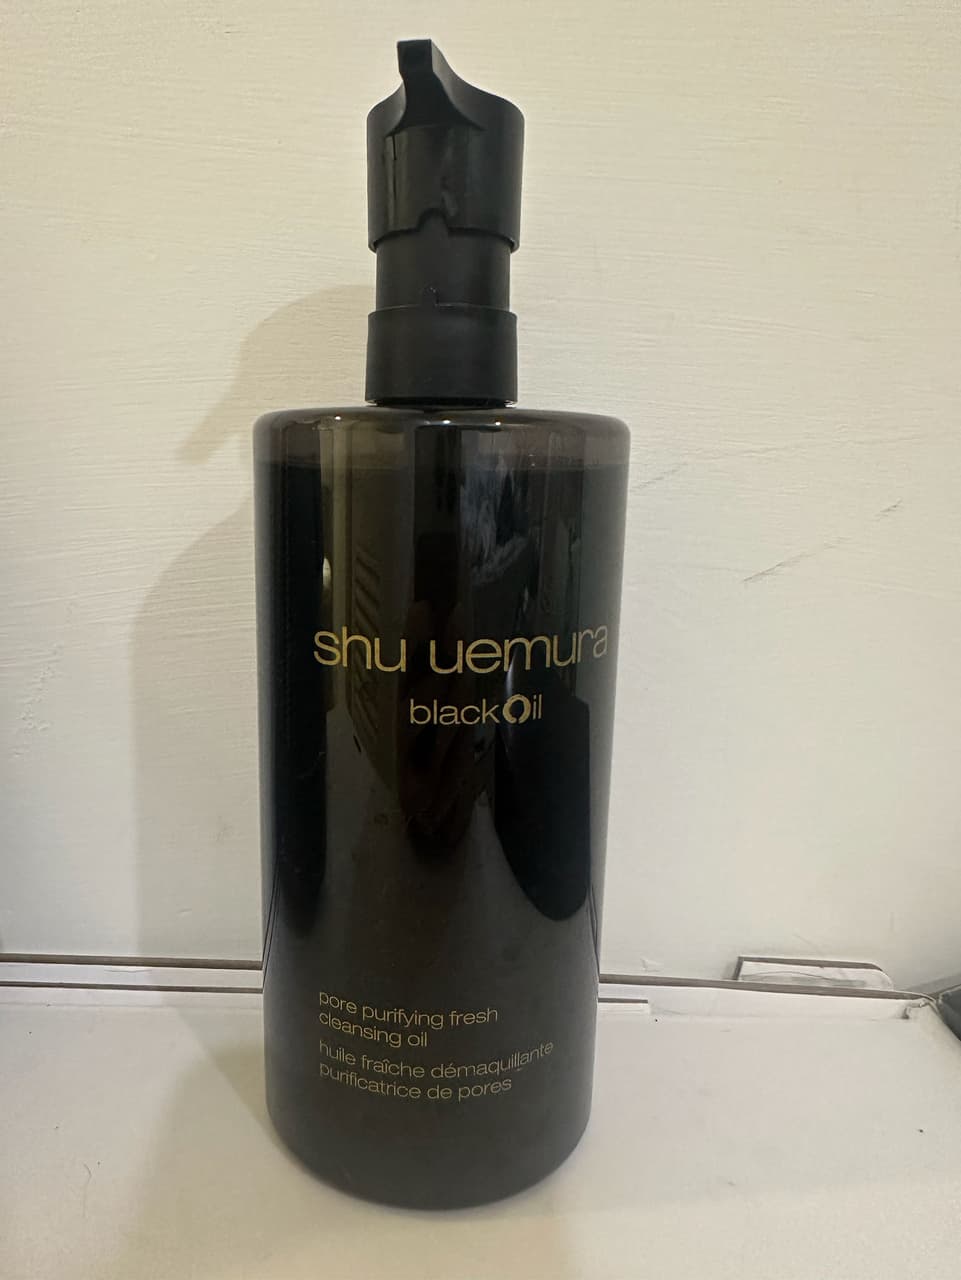 shu uemura
blackOil
pore purifying fresh
cleansing oil
huile fraîche démaquillante
purificatrice de pores